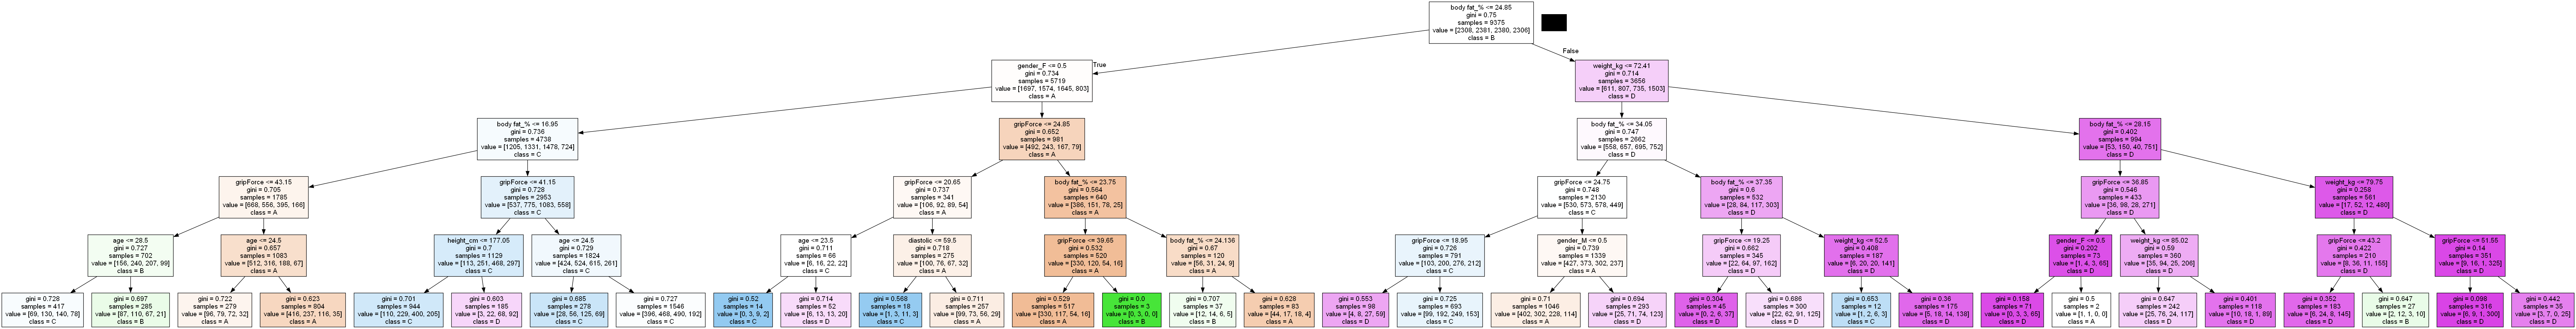 body fat_% <= 24.85
gini = 0.75
samples = 9375
value = [2308, 2381, 2380, 2306]
class = B
True
False
gender_F <= 0.5
gini = 0.734
samples = 5719
value = [1697, 1574, 1645, 803]
class = A
weight_kg <= 72.41
gini = 0.714
samples = 3656
value = [611, 807, 735, 1503]
class = D
body fat_% <= 16.95
gini = 0.736
samples = 4738
value = [1205, 1331, 1478, 724]
class = C
gripForce <= 24.85
gini = 0.652
samples = 981
value = [492, 243, 167, 79]
class = A
body fat_% <= 34.05
gini = 0.747
samples = 2662
value = [558, 657, 695, 752]
class = D
body fat_% <= 28.15
gini = 0.402
samples = 994
value = [53, 150, 40, 751]
class = D
gripForce <= 43.15
gini = 0.705
samples = 1785
value = [668, 556, 395, 166]
class = A
gripForce <= 41.15
gini = 0.728
samples = 2953
value = [537, 775, 1083, 558]
class = C
gripForce <= 20.65
gini = 0.737
samples = 341
value = [106, 92, 89, 54]
class = A
body fat_% <= 23.75
gini = 0.564
samples = 640
value = [386, 151, 78, 25]
class = A
gripForce <= 24.75
gini = 0.748
samples = 2130
value = [530, 573, 578, 449]
class = C
body fat_% <= 37.35
gini = 0.6
samples = 532
value = [28, 84, 117, 303]
class = D
gripForce <= 36.85
gini = 0.546
samples = 433
value = [36, 98, 28, 271]
class = D
weight_kg <= 79.75
gini = 0.258
samples = 561
value = [17, 52, 12, 480]
class = D
age <= 28.5
gini = 0.727
samples = 702
value = [156, 240, 207, 99]
class = B
age <= 24.5
gini = 0.657
samples = 1083
value = [512, 316, 188, 67]
class = A
height_cm <= 177.05
gini = 0.7
samples = 1129
value = [113, 251, 468, 297]
class = C
age <= 24.5
gini = 0.729
samples = 1824
value = [424, 524, 615, 261]
class = C
age <= 23.5
gini = 0.711
samples = 66
value = [6, 16, 22, 22]
class = C
diastolic <= 59.5
gini = 0.718
samples = 275
value = [100, 76, 67, 32]
class = A
gripForce <= 39.65
gini = 0.532
samples = 520
value = [330, 120, 54, 16]
class = A
body fat_% <= 24.136
gini = 0.67
samples = 120
value = [56, 31, 24, 9]
class = A
gripForce <= 18.95
gini = 0.726
samples = 791
value = [103, 200, 276, 212]
class = C
gender_M <= 0.5
gini = 0.739
samples = 1339
value = [427, 373, 302, 237]
class = A
gripForce <= 19.25
gini = 0.662
samples = 345
value = [22, 64, 97, 162]
class = D
weight_kg <= 52.5
gini = 0.408
samples = 187
value = [6, 20, 20, 141]
class = D
gender_F <= 0.5
gini = 0.202
samples = 73
value = [1, 4, 3, 65]
class = D
weight_kg <= 85.02
gini = 0.59
samples = 360
value = [35, 94, 25, 206]
class = D
gripForce <= 43.2
gini = 0.422
samples = 210
value = [8, 36, 11, 155]
class = D
gripForce <= 51.55
gini = 0.14
samples = 351
value = [9, 16, 1, 325]
class = D
gini = 0.728
samples = 417
value = [69, 130, 140, 78]
class = C
gini = 0.697
samples = 285
value = [87, 110, 67, 21]
class = B
gini = 0.722
samples = 279
value = [96, 79, 72, 32]
class = A
gini = 0.623
samples = 804
value = [416, 237, 116, 35]
class = A
gini = 0.701
samples = 944
value = [110, 229, 400, 205]
class = C
gini = 0.603
samples = 185
value = [3, 22, 68, 92]
class = D
gini = 0.685
samples = 278
value = [28, 56, 125, 69]
class = C
gini = 0.727
samples = 1546
value = [396, 468, 490, 192]
class = C
gini = 0.52
samples = 14
value = [0, 3, 9, 2]
class = C
gini = 0.714
samples = 52
value = [6, 13, 13, 20]
class = D
gini = 0.568
samples = 18
value = [1, 3, 11, 3]
class = C
gini = 0.711
samples = 257
value = [99, 73, 56, 29]
class = A
gini = 0.529
samples = 517
value = [330, 117, 54, 16]
class = A
gini = 0.0
samples = 3
value = [0, 3, 0, 0]
class = B
gini = 0.707
samples = 37
value = [12, 14, 6, 5]
class = B
gini = 0.628
samples = 83
value = [44, 17, 18, 4]
class = A
gini = 0.553
samples = 98
value = [4, 8, 27, 59]
class = D
gini = 0.725
samples = 693
value = [99, 192, 249, 153]
class = C
gini = 0.71
samples = 1046
value = [402, 302, 228, 114]
class = A
gini = 0.694
samples = 293
value = [25, 71, 74, 123]
class = D
gini = 0.304
samples = 45
value = [0, 2, 6, 37]
class = D
gini = 0.686
samples = 300
value = [22, 62, 91, 125]
class = D
gini = 0.653
samples = 12
value = [1, 2, 6, 3]
class = C
gini = 0.36
samples = 175
value = [5, 18, 14, 138]
class = D
gini = 0.158
samples = 71
value = [0, 3, 3, 65]
class = D
gini = 0.5
samples = 2
value = [1, 1, 0, 0]
class = A
gini = 0.647
samples = 242
value = [25, 76, 24, 117]
class = D
gini = 0.401
samples = 118
value = [10, 18, 1, 89]
class = D
gini = 0.352
samples = 183
value = [6, 24, 8, 145]
class = D
gini = 0.647
samples = 27
value = [2, 12, 3, 10]
class = B
gini = 0.098
samples = 316
value = [6, 9, 1, 300]
class = D
gini = 0.442
samples = 35
value = [3, 7, 0, 25]
class = D